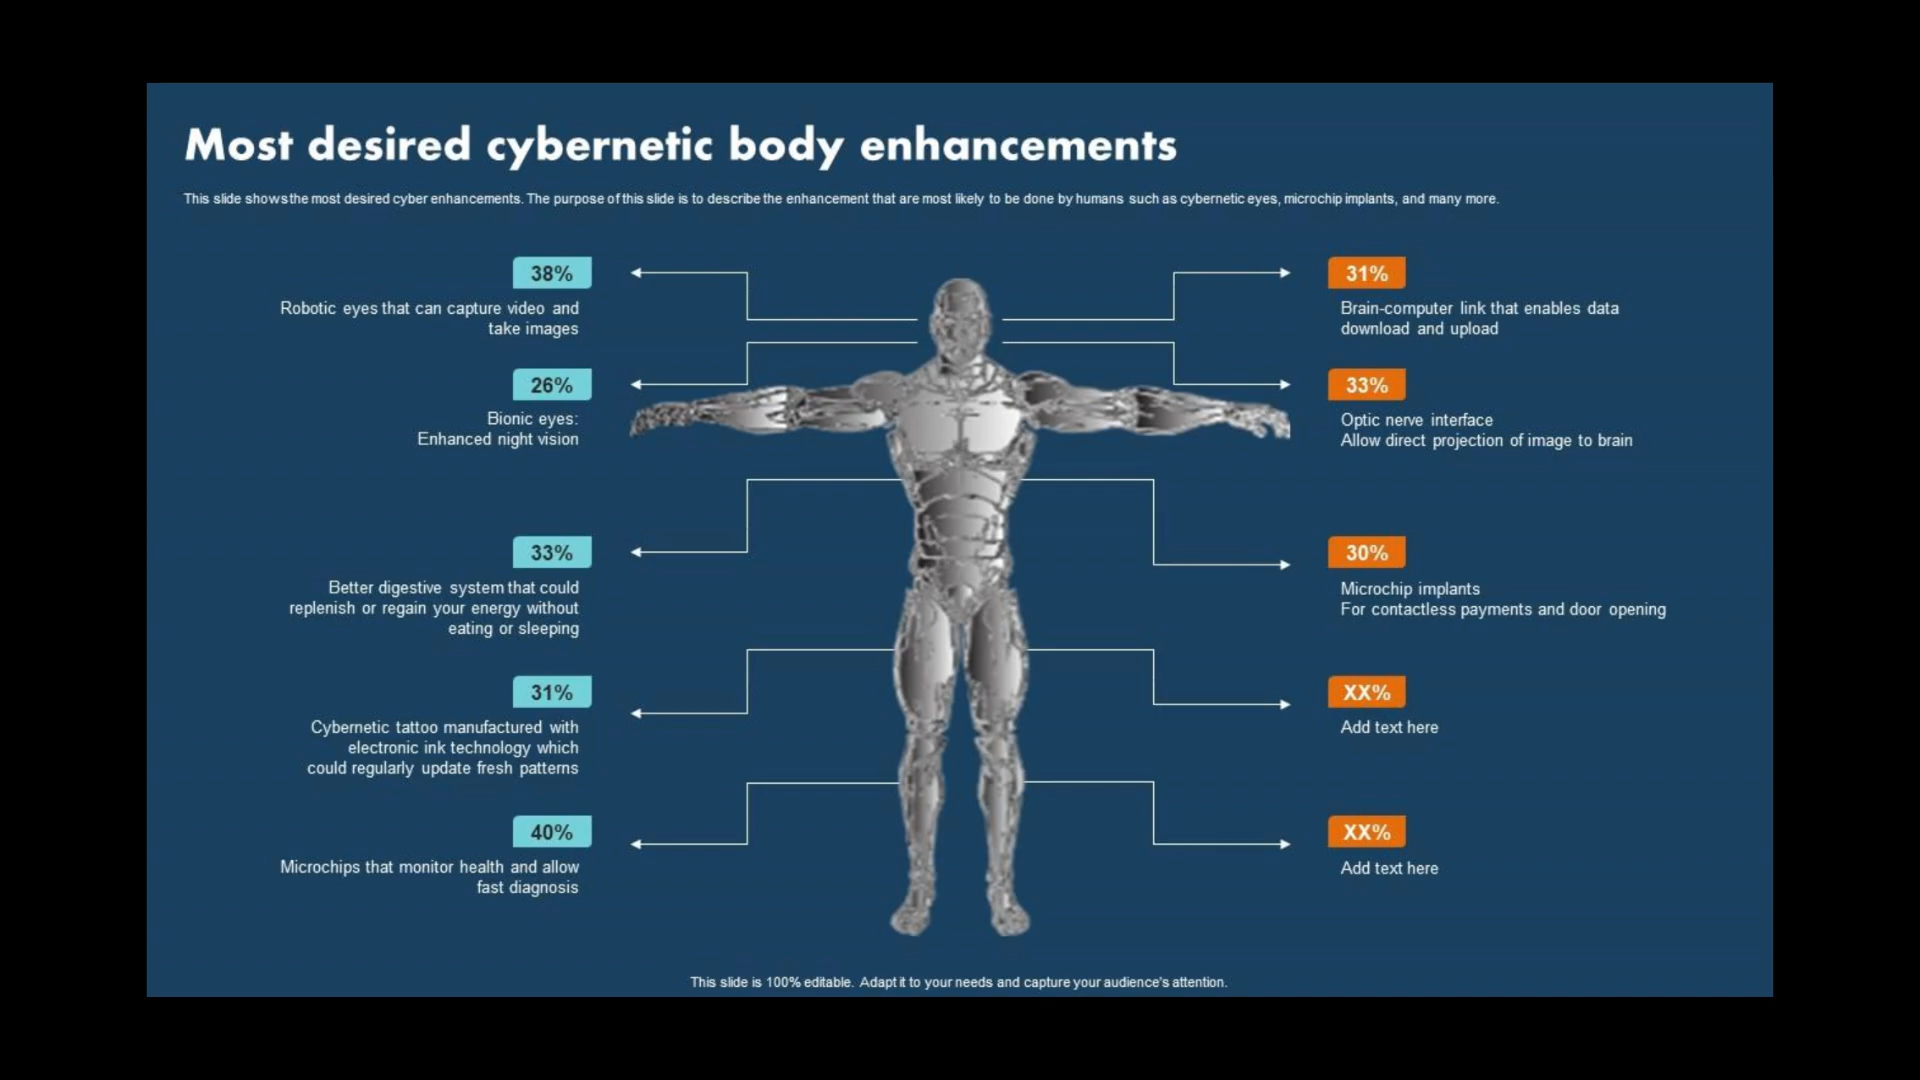 Most desired cybernetic body enhancements
This slide shows the most desired cyber enhancements. The purpose of this slide is to describe the enhancement that are most likely to be done by humans such as cybernetic eyes, microchip implants, and many more.
38%
Robotic eyes that can capture video and
take images
26%
Bionic eyes:
Enhanced night vision
33%
Better digestive system that could
replenish or regain your energy without
eating or sleeping
31%
Cybernetic tattoo manufactured with
electronic ink technology which
could regularly update fresh patterns
40%
Microchips that monitor health and allow
fast diagnosis
31%
Brain-computer link that enables data
download and upload
33%
Optic nerve interface
Allow direct projection of image to brain
30%
Microchip implants
For contactless payments and door opening
XX%
Add text here
XX%
Add text here
This slide is 100% editable. Adapt it to your needs and capture your audience's attention.